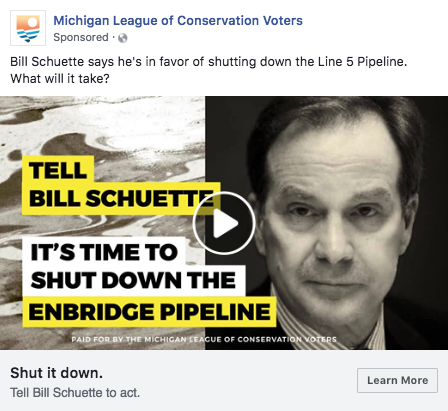 Michigan League of Conservation Voters
Sponsored ·
Bill Schuette says he's in favor of shutting down the Line 5 Pipeline.
What will it take?
TELL
BILL SCHUETTE
IT'S TIME TO
SHUT DOWN THE
ENBRIDGE PIPELINE
PAID FOR BY THE MICHIGAN LEAGUE OF CONSERVATION VOTERS
Shut it down.
Tell Bill Schuette to act.
Learn More